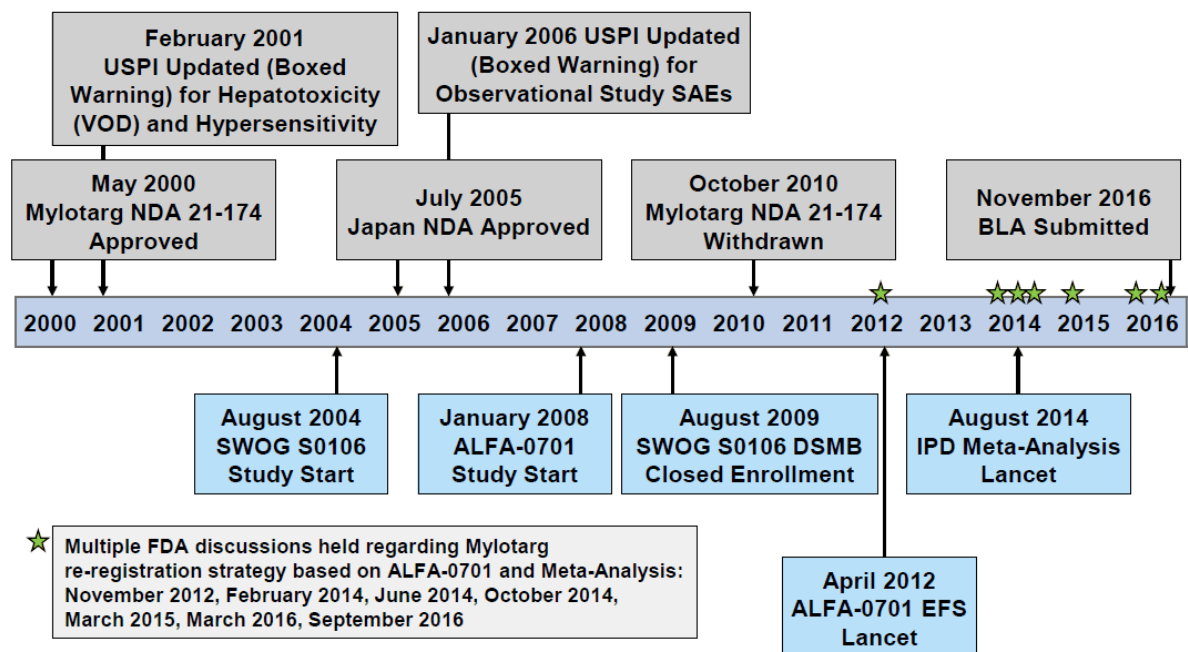 February 2001
USPI Updated (Boxed
Warning) for Hepatotoxicity
(VOD) and Hypersensitivity
January 2006 USPI Updated
(Boxed Warning) for
Observational Study SAEs
May 2000
Mylotarg NDA 21-174
Approved
July 2005
Japan NDA Approved
October 2010
Mylotarg NDA 21-174
Withdrawn
November 2016
BLA Submitted
2000 2001 2002 2003 2004 2005 2006 2007 2008 2009 2010 2011 2012 2013 2014 2015 2016
August 2004
SWOG S0106
Study Start
January 2008
ALFA-0701
Study Start
August 2009
SWOG S0106 DSMB
Closed Enrollment
August 2014
IPD Meta-Analysis
Lancet
April 2012
ALFA-0701 EFS
Lancet
Multiple FDA discussions held regarding Mylotarg
re-registration strategy based on ALFA-0701 and Meta-Analysis:
November 2012, February 2014, June 2014, October 2014,
March 2015, March 2016, September 2016